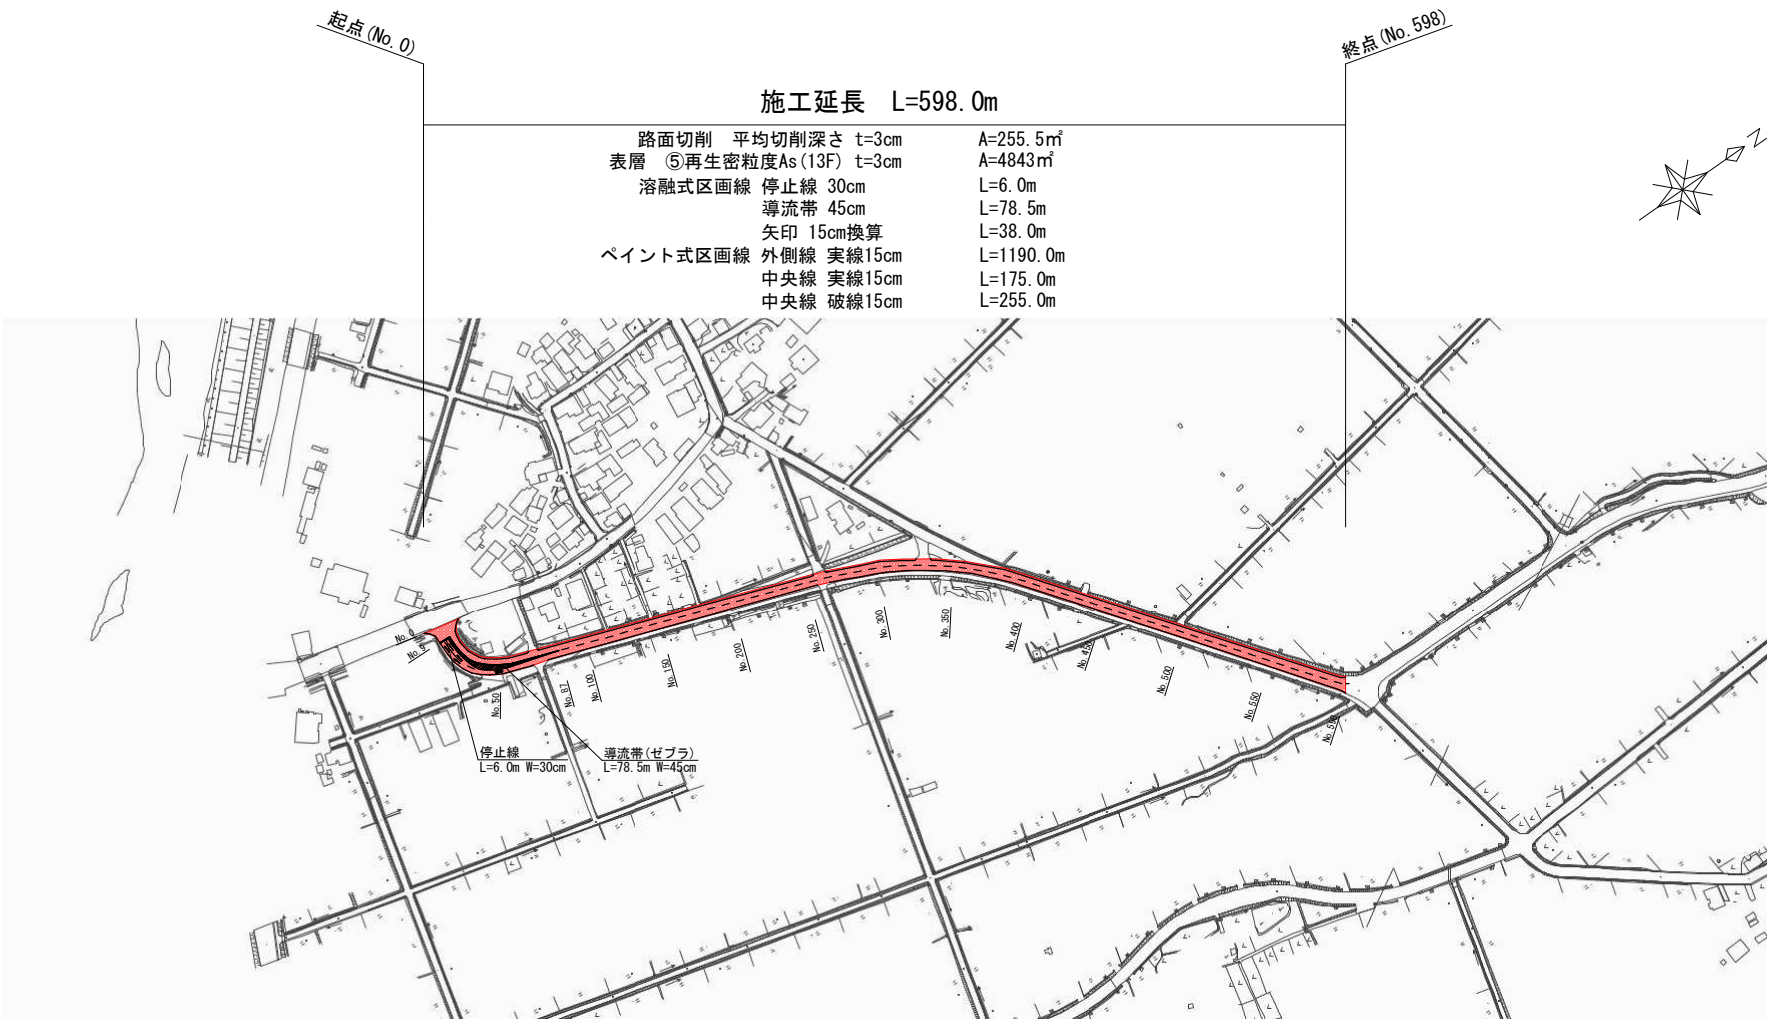 起点(No.0)
終点(No.598)
施工延長 L=598.0m
路面切削 平均切削深さ t=3cm A=255.5㎡
表層 ⑤再生密粒度As(13F) t=3cm A=4843㎡
溶融式区画線 停止線 30cm L=6.0m
導流帯 45cm L=78.5m
矢印 15cm換算 L=38.0m
ペイント式区画線 外側線 実線15cm L=1190.0m
中央線 実線15cm L=175.0m
中央線 破線15cm L=255.0m
N
No.0
No.9
No.50
No.87
No.100
No.150
No.200
No.250
No.300
No.350
No.400
No.450
No.500
No.550
No.598
停止線
L=6.0m W=30cm
導流帯(ゼブラ)
L=78.5m W=45cm